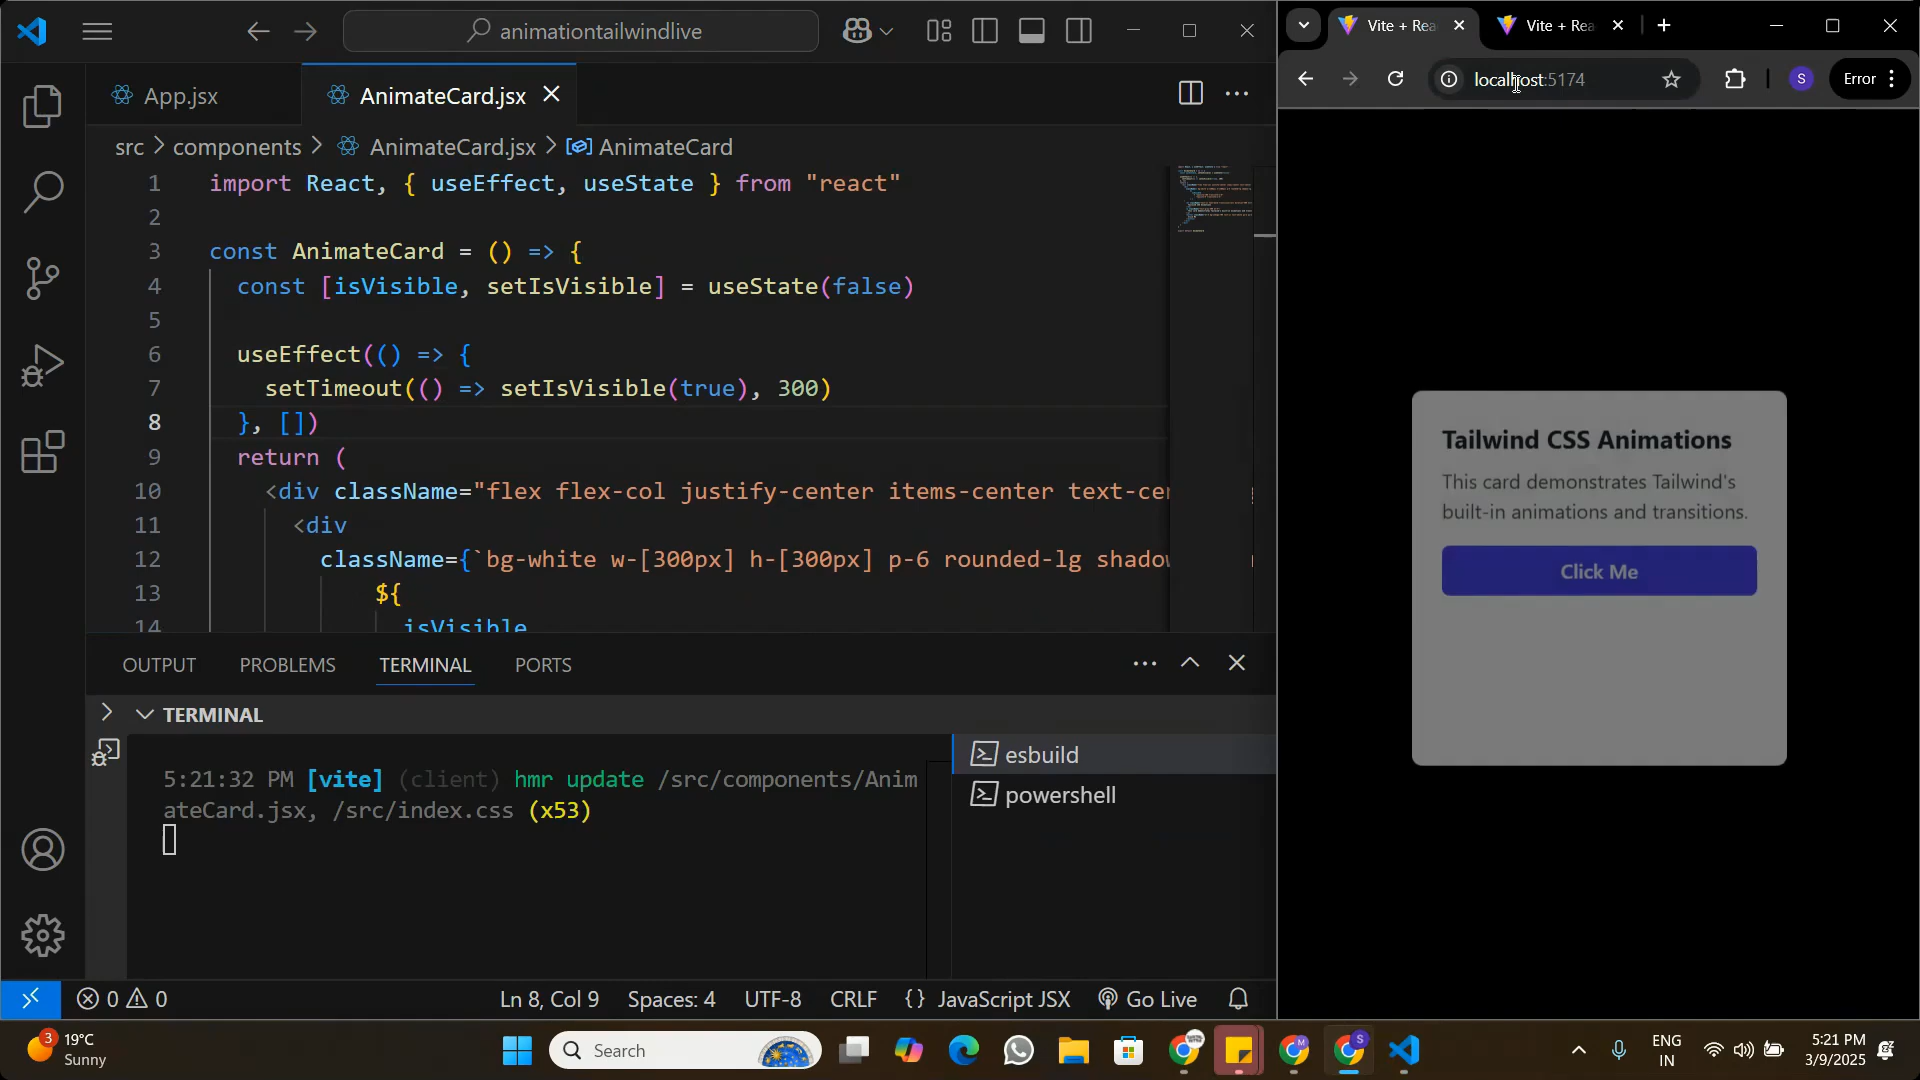 animationtailwindlive
App.jsx
AnimateCard.jsx
src > components > AnimateCard.jsx > AnimateCard
1 import React, { useEffect, useState } from "react"
2
3 const AnimateCard = () => {
4 const [isVisible, setIsVisible] = useState(false)
5
6 useEffect(() => {
7 setTimeout(() => setIsVisible(true), 300)
8 }, [])
9 return (
10 <div className="flex flex-col justify-center items-center text-cen
11 <div
12 className={`bg-white w-[300px] h-[300px] p-6 rounded-lg shadow
13 ${
14 isVisible
OUTPUT PROBLEMS TERMINAL PORTS
TERMINAL
5:21:32 PM [vite] (client) hmr update /src/components/Anim
ateCard.jsx, /src/index.css (x53)
esbuild
powershell
0 0 Ln 8, Col 9 Spaces: 4 UTF-8 CRLF {} JavaScript JSX Go Live
Vite + Rea
Vite + Rea
localhost:5174
S
Error
Tailwind CSS Animations
This card demonstrates Tailwind's
built-in animations and transitions.
Click Me
3
19°C
Sunny
Search
M
S
ENG
IN
5:21 PM
3/9/2025